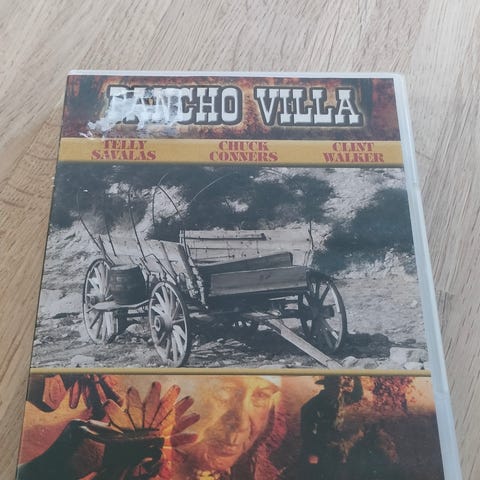 PANCHO VILLA
TELLY CHUCK CLINT
SAVALAS CONNERS WALKER